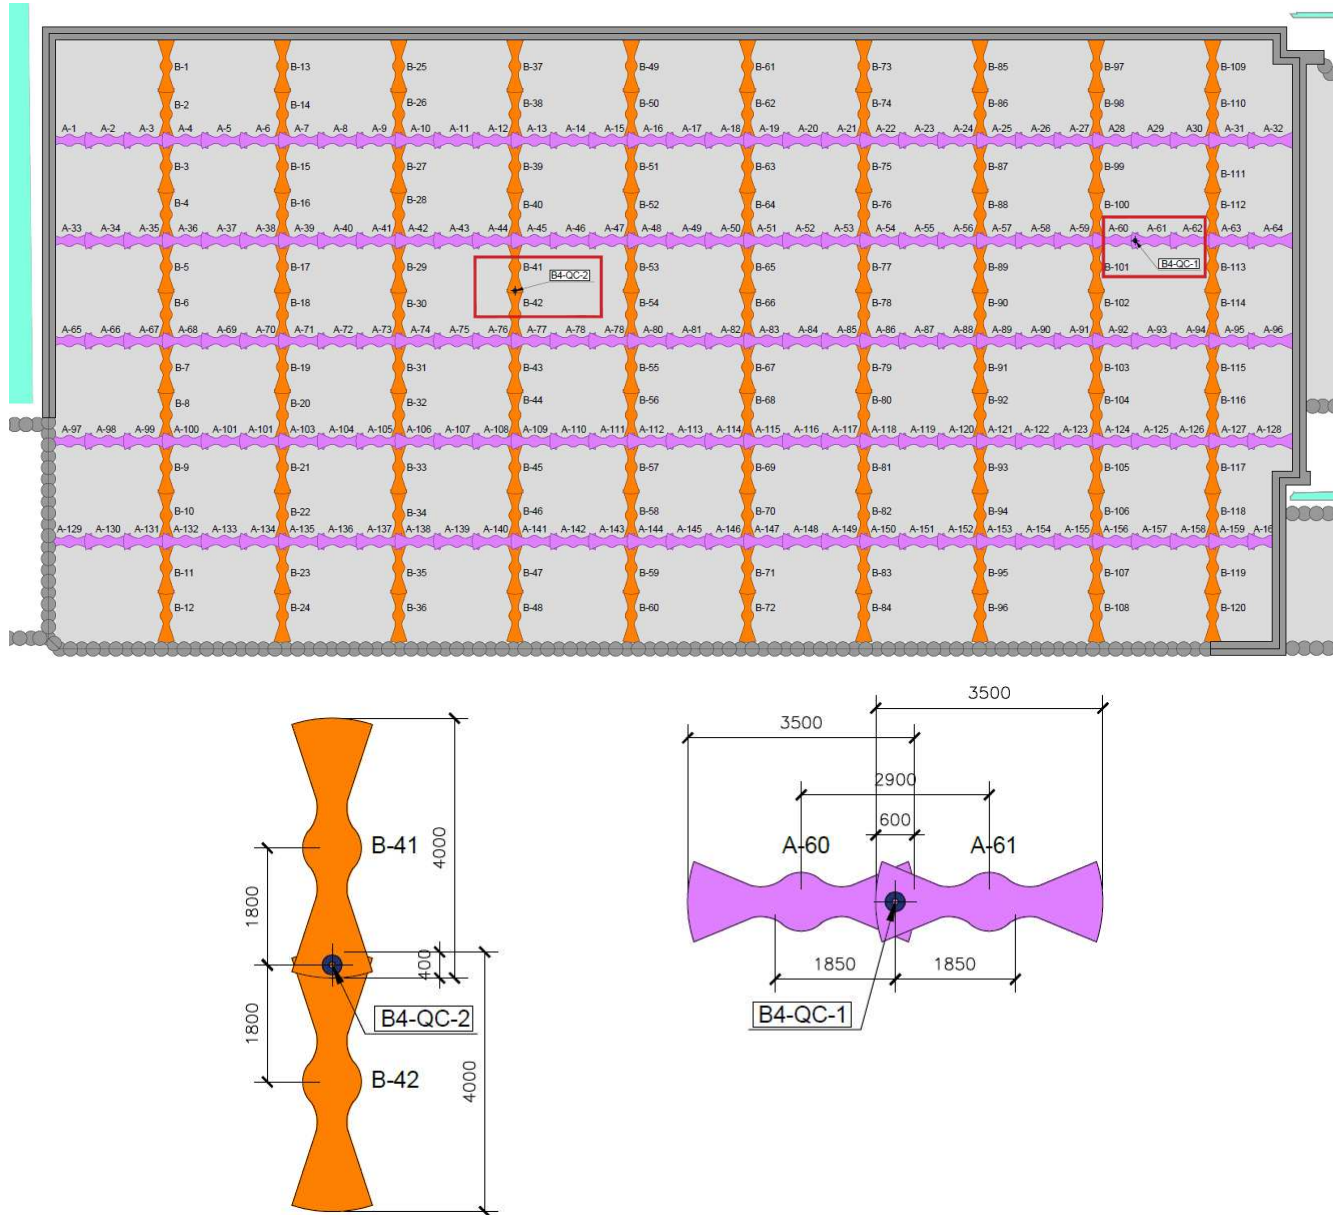 B-1 B-13 B-25 B-37 B-49 B-61 B-73 B-85 B-97 B-109
B-2 B-14 B-26 B-38 B-50 B-62 B-74 B-86 B-98 B-110
A-1 A-2 A-3 A-4 A-5 A-6 A-7 A-8 A-9 A-10 A-11 A-12 A-13 A-14 A-15 A-16 A-17 A-18 A-19 A-20 A-21 A-22 A-23 A-24 A-25 A-26 A-27 A28 A29 A30 A-31 A-32
B-3 B-15 B-27 B-39 B-51 B-63 B-75 B-87 B-99 B-111
B-4 B-16 B-28 B-40 B-52 B-64 B-76 B-88 B-100 B-112
A-33 A-34 A-35 A-36 A-37 A-38 A-39 A-40 A-41 A-42 A-43 A-44 A-45 A-46 A-47 A-48 A-49 A-50 A-51 A-52 A-53 A-54 A-55 A-56 A-57 A-58 A-59 A-60 A-61 A-62 A-63 A-64
B-5 B-17 B-29 B-41 B-53 B-65 B-77 B-89 B-101 B4-QC-1 B-113
B4-QC-2
B-6 B-18 B-30 B-42 B-54 B-66 B-78 B-90 B-102 B-114
A-65 A-66 A-67 A-68 A-69 A-70 A-71 A-72 A-73 A-74 A-75 A-76 A-77 A-78 A-78 A-80 A-81 A-82 A-83 A-84 A-85 A-86 A-87 A-88 A-89 A-90 A-91 A-92 A-93 A-94 A-95 A-96
B-7 B-19 B-31 B-43 B-55 B-67 B-79 B-91 B-103 B-115
B-8 B-20 B-32 B-44 B-56 B-68 B-80 B-92 B-104 B-116
A-97 A-98 A-99 A-100 A-101 A-101 A-103 A-104 A-105 A-106 A-107 A-108 A-109 A-110 A-111 A-112 A-113 A-114 A-115 A-116 A-117 A-118 A-119 A-120 A-121 A-122 A-123 A-124 A-125 A-126 A-127 A-128
B-9 B-21 B-33 B-45 B-57 B-69 B-81 B-93 B-105 B-117
B-10 B-22 B-34 B-46 B-58 B-70 B-82 B-94 B-106 B-118
A-129 A-130 A-131 A-132 A-133 A-134 A-135 A-136 A-137 A-138 A-139 A-140 A-141 A-142 A-143 A-144 A-145 A-146 A-147 A-148 A-149 A-150 A-151 A-152 A-153 A-154 A-155 A-156 A-157 A-158 A-159 A-16
B-11 B-23 B-35 B-47 B-59 B-71 B-83 B-95 B-107 B-119
B-12 B-24 B-36 B-48 B-60 B-72 B-84 B-96 B-108 B-120
B-41
4000
1800
400
1800
B4-QC-2
B-42
4000
3500
3500
2900
600
A-60 A-61
1850 1850
B4-QC-1